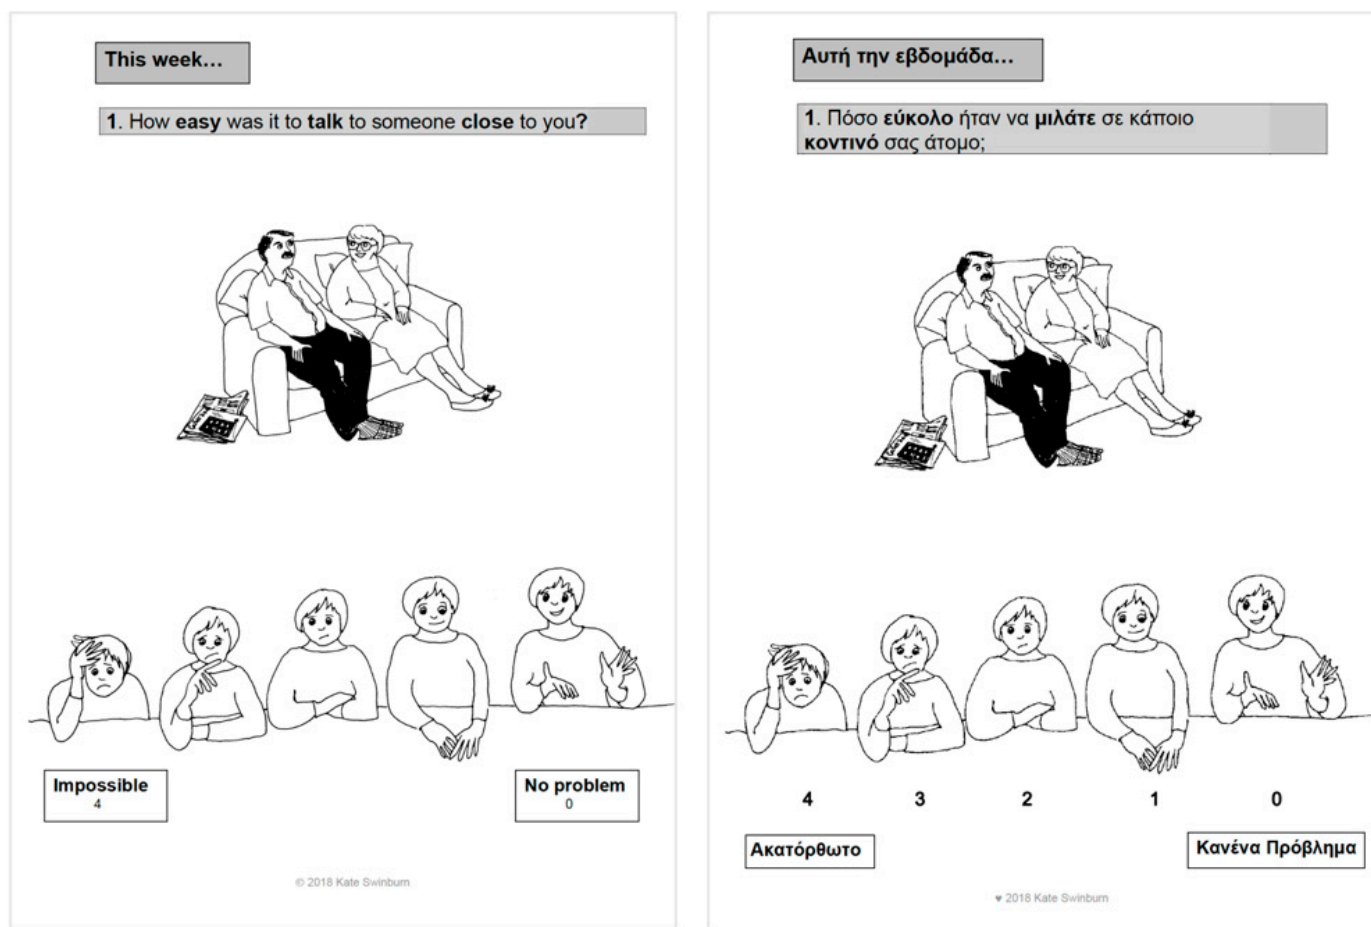 This week…
1. How easy was it to talk to someone close to you?
Impossible
4
No problem
0
© 2018 Kate Swinburn
Αυτή την εβδομάδα…
1. Πόσο εύκολο ήταν να μιλάτε σε κάποιο
κοντινό σας άτομο;
4 3 2 1 0
Ακατόρθωτο
Κανένα Πρόβλημα
♥ 2018 Kate Swinburn